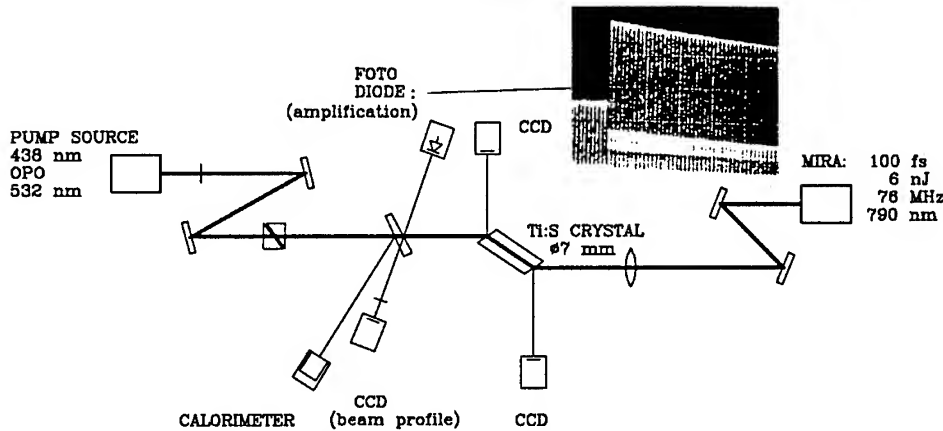 FOTO
DIODE :
(amplification)
CCD
PUMP SOURCE
438 nm
OPO
532 nm
MIRA: 100 fs
6 nJ
76 MHz
790 nm
Ti:S CRYSTAL
ø7 mm
CALORIMETER
CCD
(beam profile)
CCD